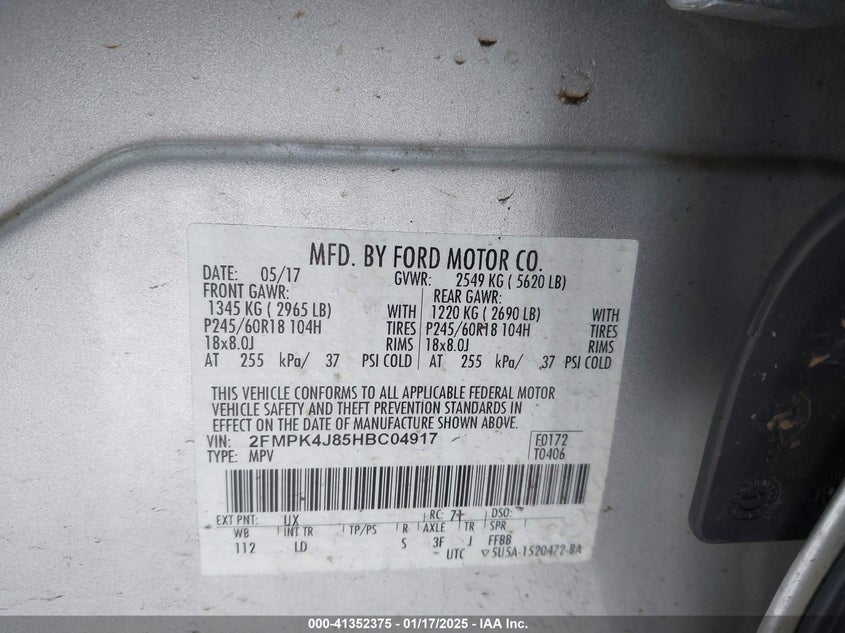 MFD. BY FORD MOTOR CO.
DATE: 05/17 GVWR: 2549 KG ( 5620 LB)
FRONT GAWR: REAR GAWR:
1345 KG ( 2965 LB) WITH 1220 KG ( 2690 LB) WITH
P245/60R18 104H TIRES P245/60R18 104H TIRES
18x8.0J RIMS 18x8.0J RIMS
AT 255 kPa/ 37 PSI COLD AT 255 kPa/ 37 PSI COLD
THIS VEHICLE CONFORMS TO ALL APPLICABLE FEDERAL MOTOR
VEHICLE SAFETY AND THEFT PREVENTION STANDARDS IN
EFFECT ON THE DATE OF MANUFACTURE SHOWN ABOVE.
VIN: 2FMPK4J85HBC04917 F0172
TYPE: MPV T0406
EXT PNT: UX RC: 77 DSO:
WB INT TR TP/PS R AXLE TR SPR
112 LD S 3F J FFBB
UTC ▽5U5A-1520472-BA
000-41352375 — 01/17/2025 — IAA Inc.